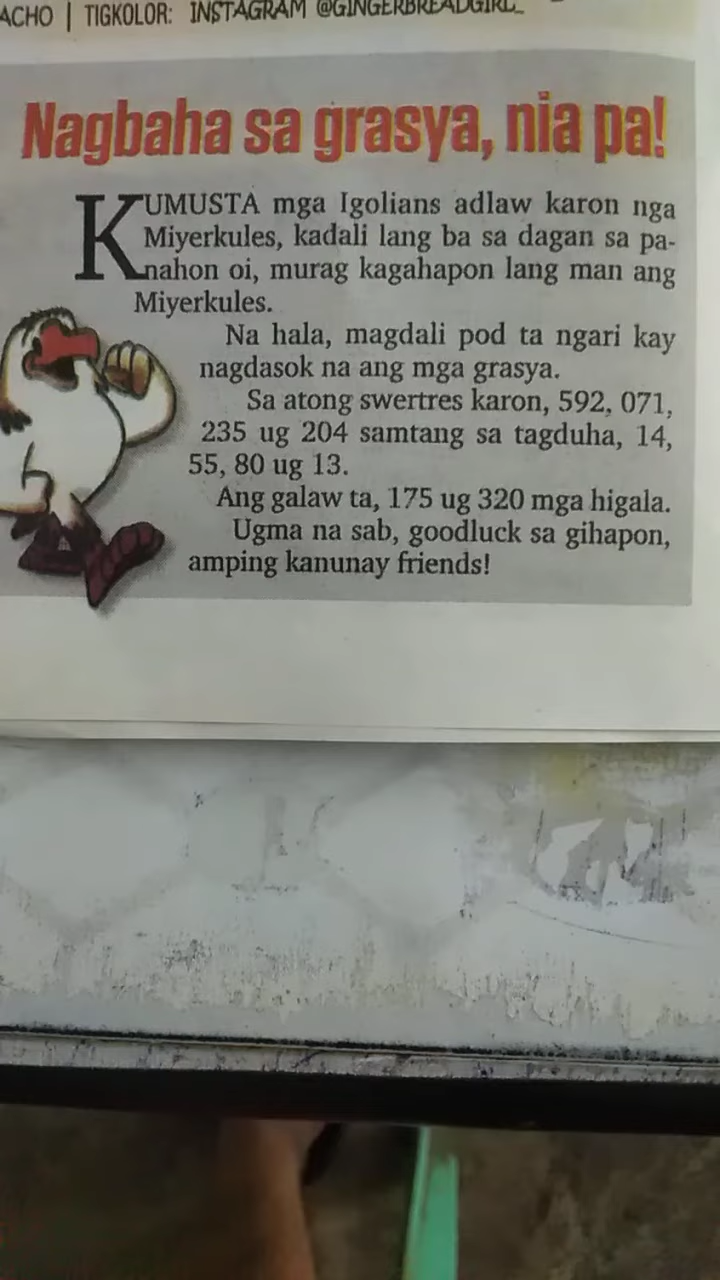 ACHO | TIGKOLOR: INSTAGRAM @GINGERBREADGIRL_
Nagbaha sa grasya, nia pa!
KUMUSTA mga Igolians adlaw karon nga
Miyerkules, kadali lang ba sa dagan sa pa-
nahon oi, murag kagahapon lang man ang
Miyerkules.
Na hala, magdali pod ta ngari kay
nagdasok na ang mga grasya.
Sa atong swertres karon, 592, 071,
235 ug 204 samtang sa tagduha, 14,
55, 80 ug 13.
Ang galaw ta, 175 ug 320 mga higala.
Ugma na sab, goodluck sa gihapon,
amping kanunay friends!